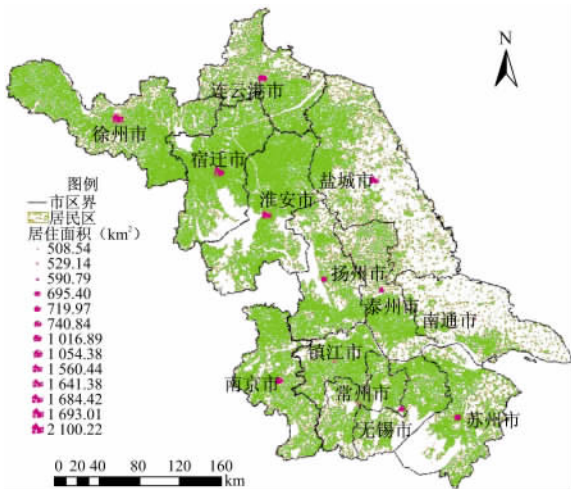 N
连云港市
徐州市
宿迁市
盐城市
淮安市
图例
市区界
居民区
居住面积（km²）
508.54
529.14
590.79
695.40
719.97
740.84
1 016.89
1 054.38
1 560.44
1 641.38
1 684.42
1 693.01
2 100.22
扬州市
泰州市
南通市
镇江市
南京市
常州市
无锡市
苏州市
0 20 40 80 120 160
km